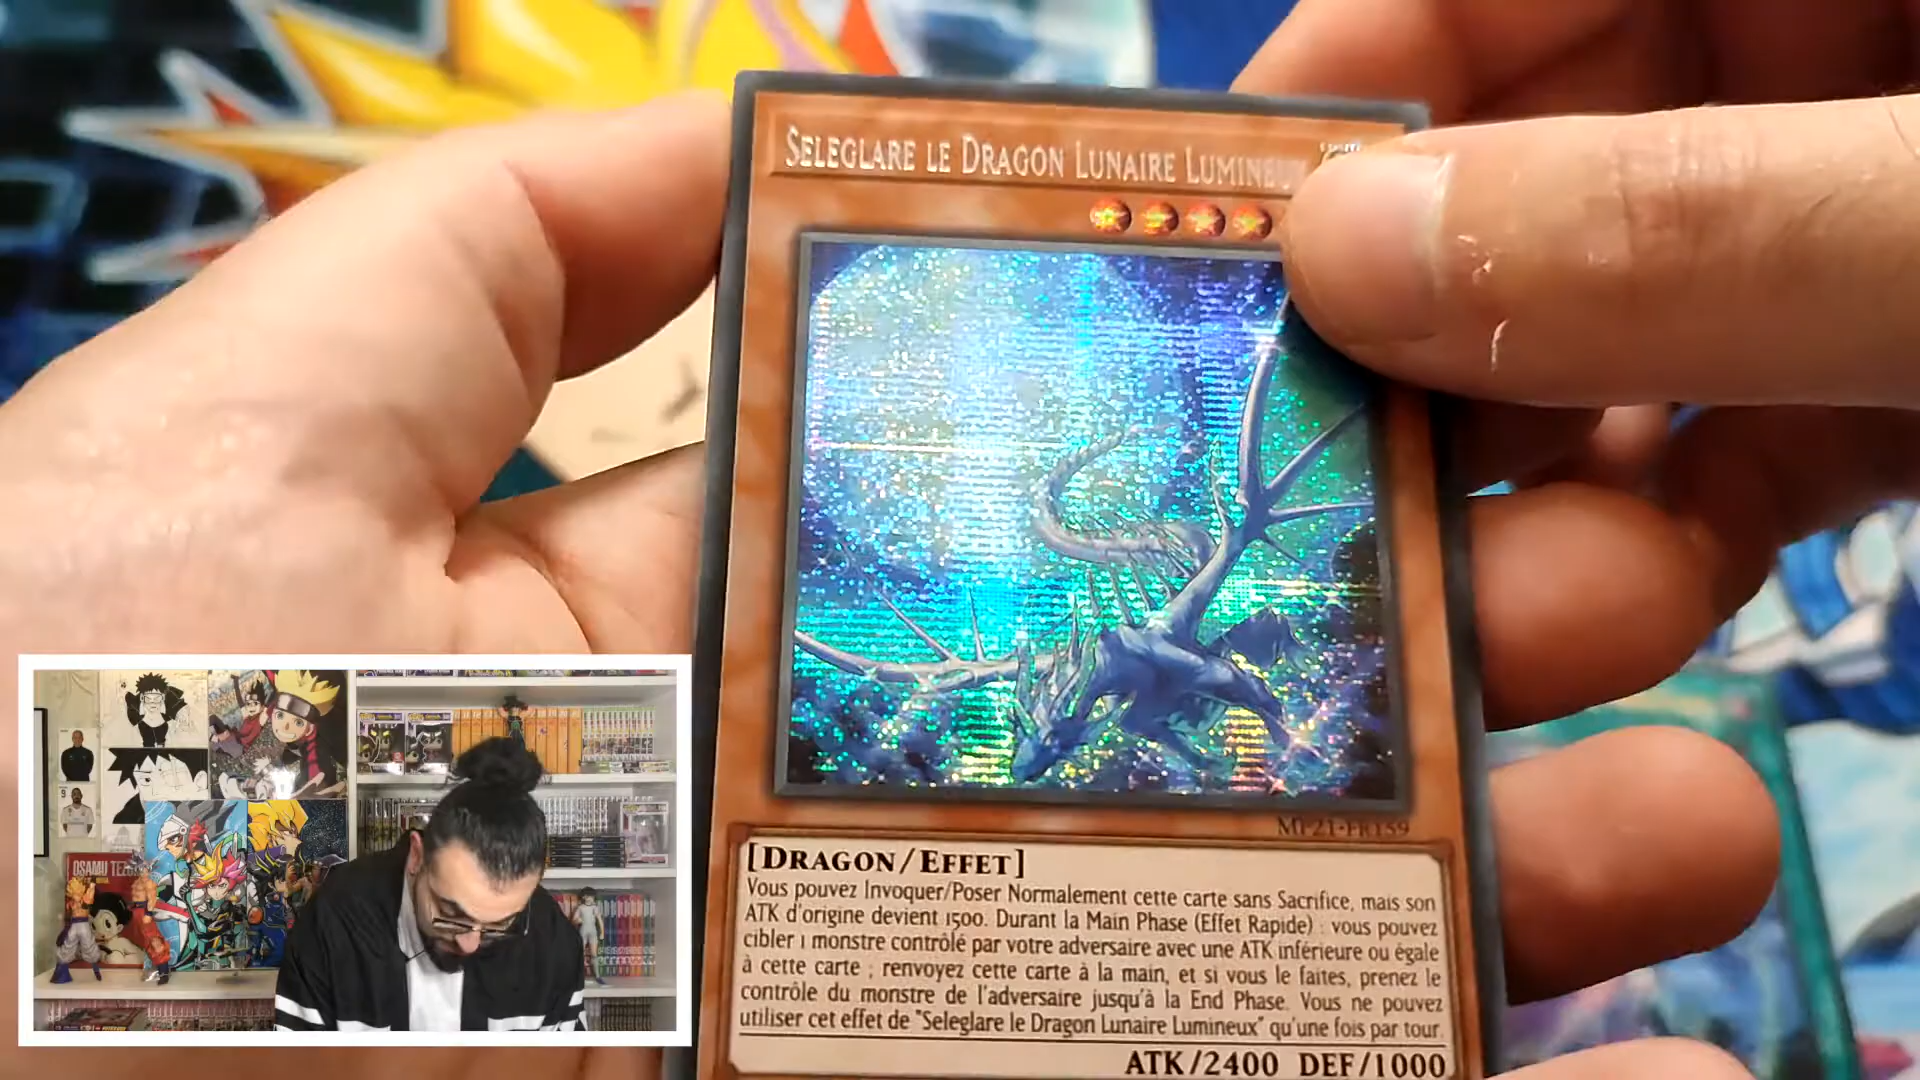 SELEGLARE LE DRAGON LUNAIRE LUMINEUX
MP21-FR159
[DRAGON/EFFET]
Vous pouvez Invoquer/Poser Normalement cette carte sans Sacrifice, mais son
ATK d'origine devient 1500. Durant la Main Phase (Effet Rapide) : vous pouvez
cibler 1 monstre contrôlé par votre adversaire avec une ATK inférieure ou égale
à cette carte ; renvoyez cette carte à la main, et si vous le faites, prenez le
contrôle du monstre de l'adversaire jusqu'à la End Phase. Vous ne pouvez
utiliser cet effet de "Seleglare le Dragon Lunaire Lumineux" qu'une fois par tour.
ATK/2400 DEF/1000